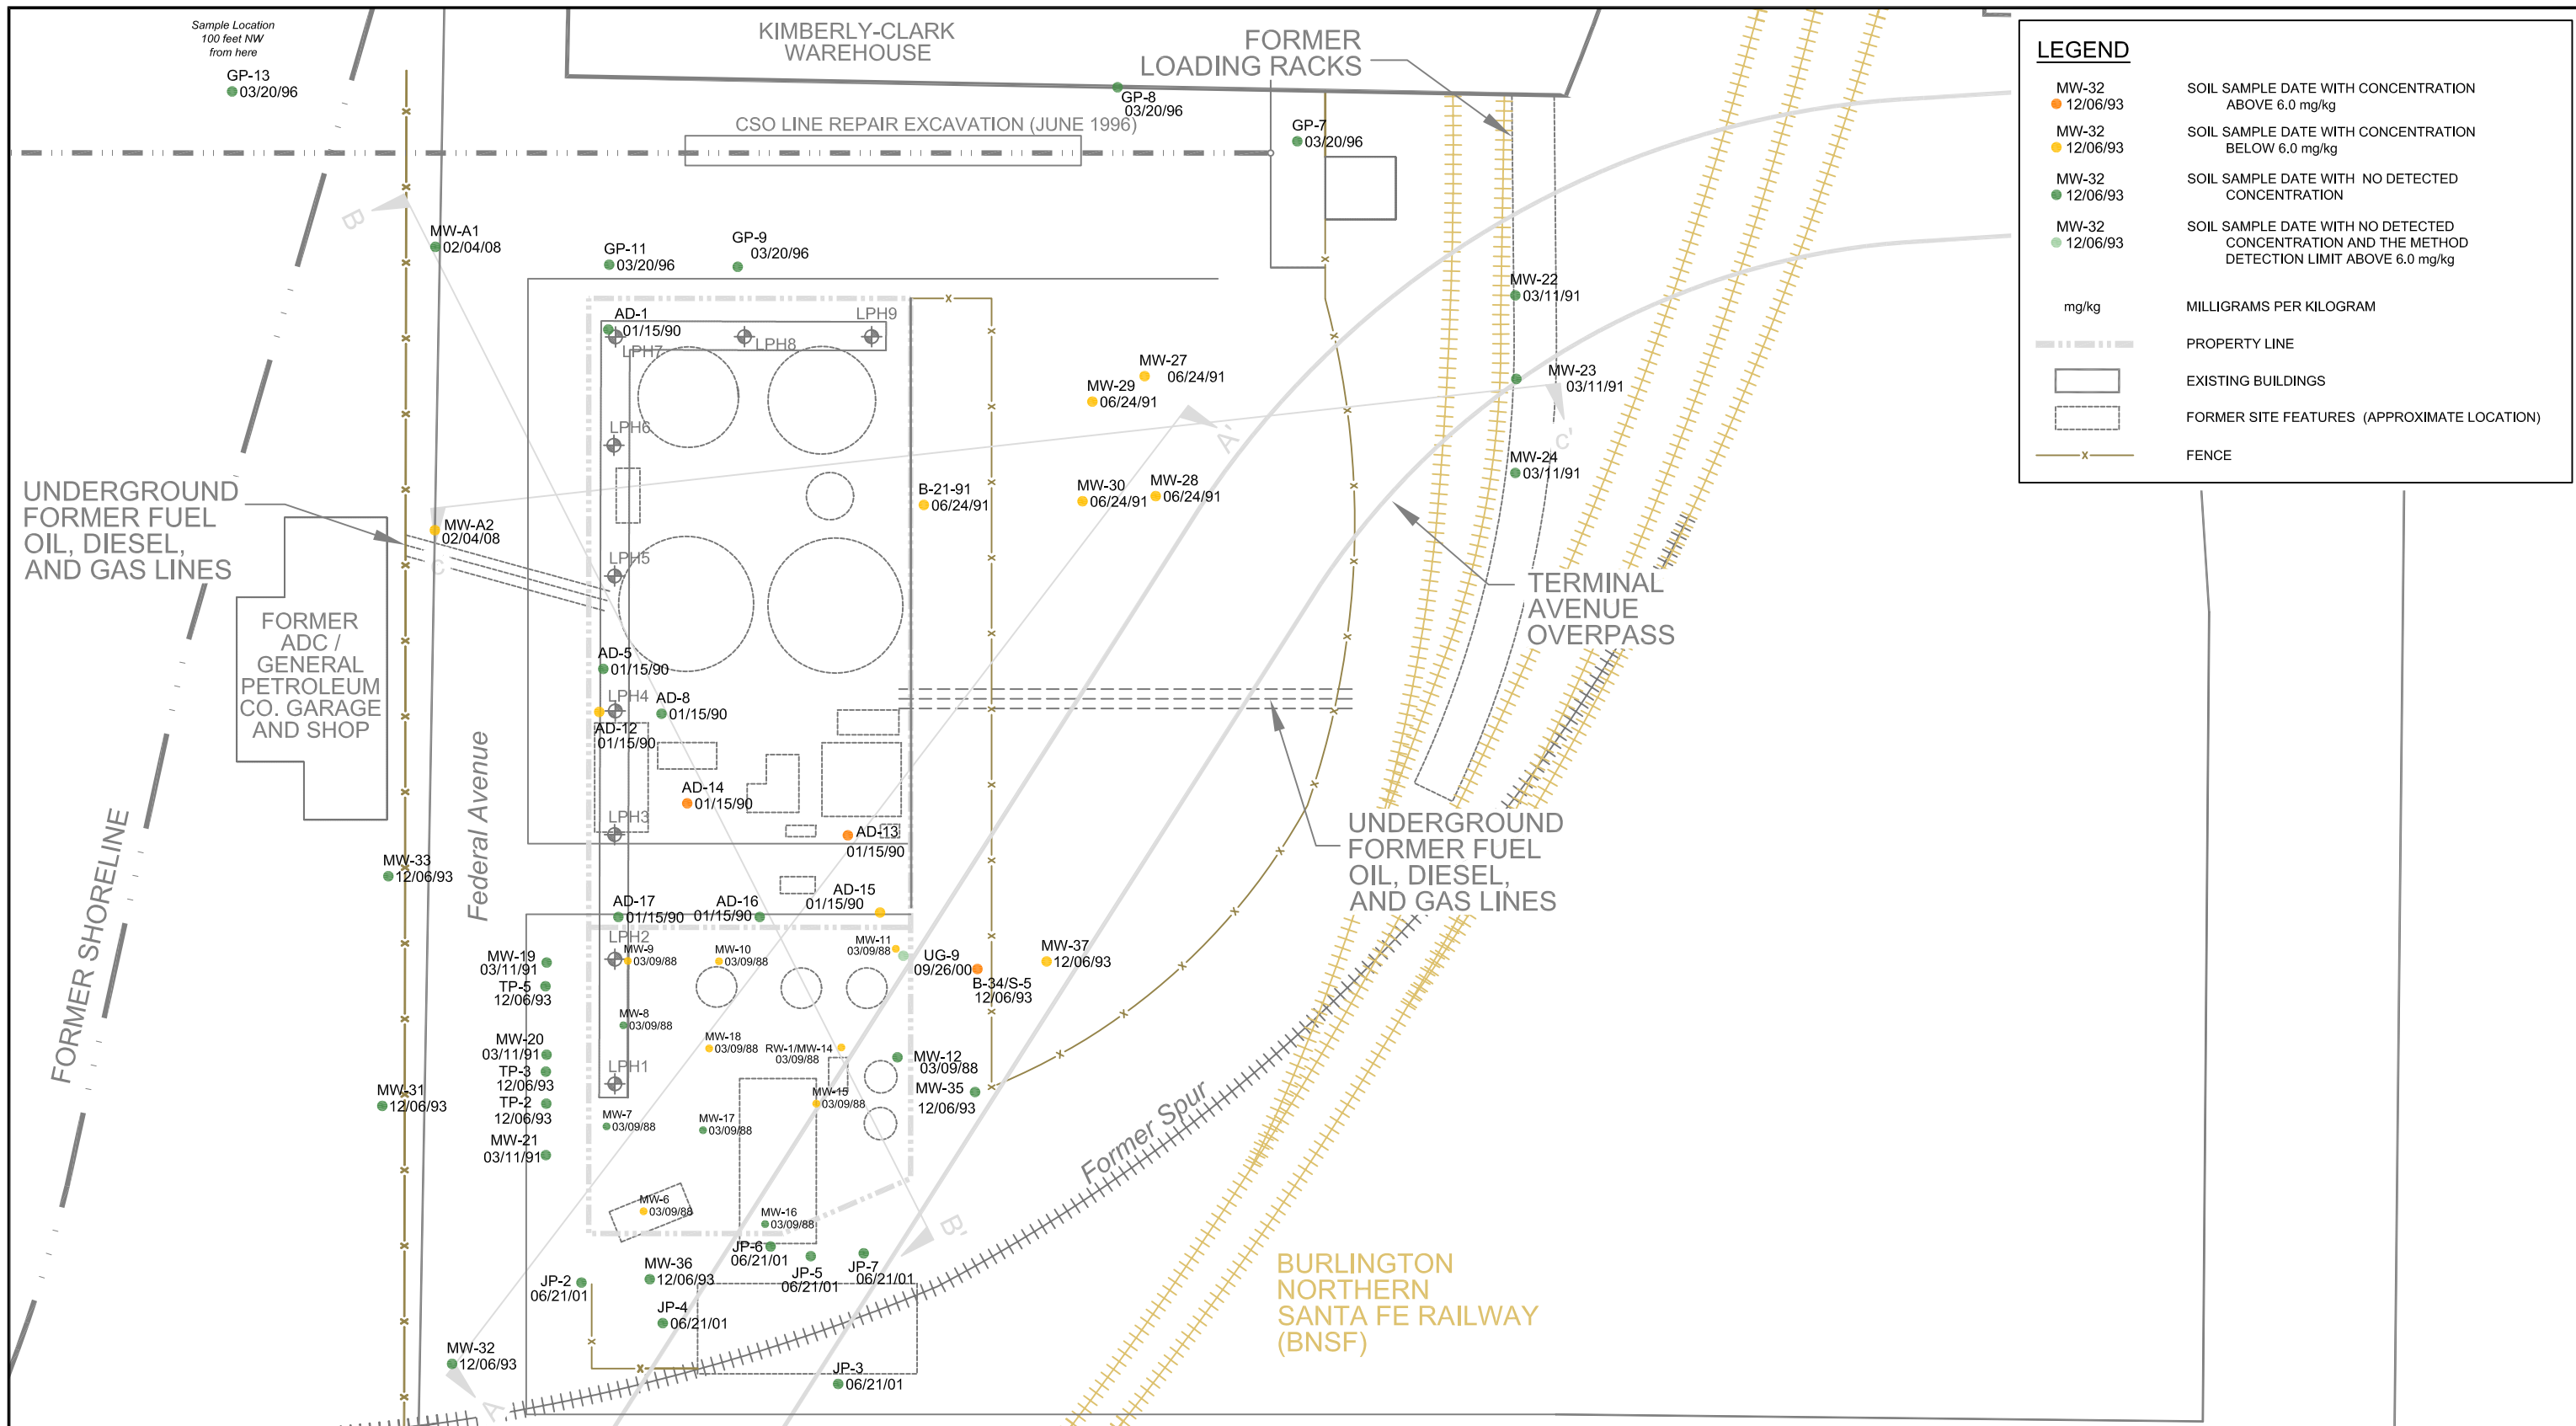 Sample Location
100 feet NW
from here
GP-13
03/20/96
KIMBERLY-CLARK
WAREHOUSE
FORMER
LOADING RACKS
GP-8
03/20/96
CSO LINE REPAIR EXCAVATION (JUNE 1996)
GP-7
03/20/96
B
MW-A1
02/04/08
GP-11
03/20/96
GP-9
03/20/96
MW-22
03/11/91
AD-1
01/15/90
LPH7
LPH8
LPH9
MW-27
06/24/91
MW-29
06/24/91
MW-23
03/11/91
A'
C'
LPH6
MW-24
03/11/91
B-21-91
06/24/91
MW-30
06/24/91
MW-28
06/24/91
UNDERGROUND
FORMER FUEL
OIL, DIESEL,
AND GAS LINES
MW-A2
02/04/08
C
LPH5
TERMINAL
AVENUE
OVERPASS
FORMER
ADC /
GENERAL
PETROLEUM
CO. GARAGE
AND SHOP
AD-5
01/15/90
LPH4
AD-8
01/15/90
AD-12
01/15/90
Federal Avenue
AD-14
01/15/90
LPH3
AD-13
01/15/90
UNDERGROUND
FORMER FUEL
OIL, DIESEL,
AND GAS LINES
FORMER SHORELINE
MW-33
12/06/93
AD-17
01/15/90
AD-16
01/15/90
AD-15
01/15/90
LPH2
MW-9
03/09/88
MW-10
03/09/88
MW-11
03/09/88
UG-9
09/26/00
B-34/S-5
12/06/93
MW-37
12/06/93
MW-19
03/11/91
TP-5
12/06/93
MW-8
03/09/88
MW-18
03/09/88
RW-1/MW-14
03/09/88
MW-12
03/09/88
MW-20
03/11/91
TP-3
12/06/93
LPH1
MW-35
12/06/93
MW-31
12/06/93
TP-2
12/06/93
MW-15
03/09/88
MW-7
03/09/88
MW-17
03/09/88
MW-21
03/11/91
Former Spur
MW-6
03/09/88
MW-16
03/09/88
B'
JP-6
06/21/01
JP-5
06/21/01
JP-7
06/21/01
MW-36
12/06/93
JP-2
06/21/01
JP-4
06/21/01
BURLINGTON
NORTHERN
SANTA FE RAILWAY
(BNSF)
MW-32
12/06/93
JP-3
06/21/01
A
LEGEND
MW-32
12/06/93
SOIL SAMPLE DATE WITH CONCENTRATION
ABOVE 6.0 mg/kg
MW-32
12/06/93
SOIL SAMPLE DATE WITH CONCENTRATION
BELOW 6.0 mg/kg
MW-32
12/06/93
SOIL SAMPLE DATE WITH NO DETECTED
CONCENTRATION
MW-32
12/06/93
SOIL SAMPLE DATE WITH NO DETECTED
CONCENTRATION AND THE METHOD
DETECTION LIMIT ABOVE 6.0 mg/kg
mg/kg
MILLIGRAMS PER KILOGRAM
PROPERTY LINE
EXISTING BUILDINGS
FORMER SITE FEATURES (APPROXIMATE LOCATION)
FENCE